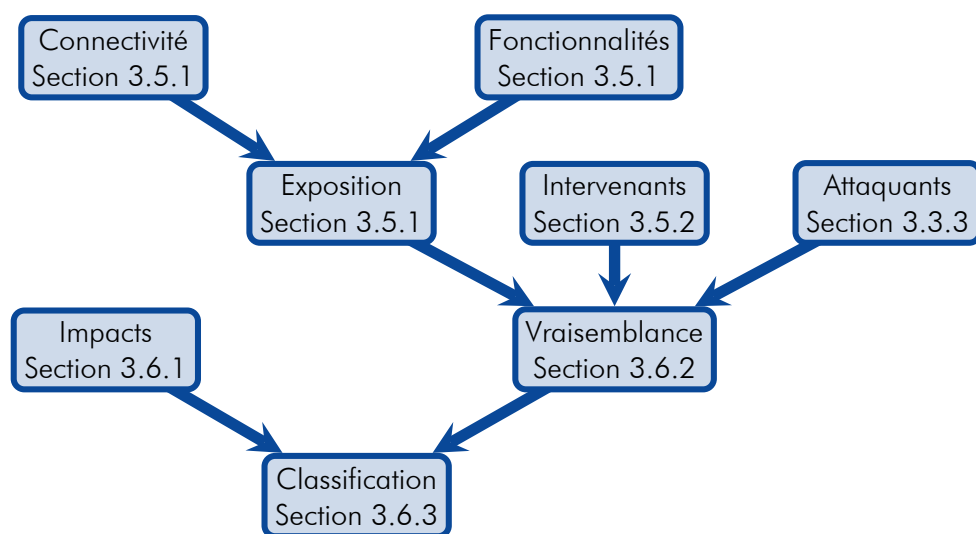 Connectivité
Section 3.5.1
Fonctionnalités
Section 3.5.1
Exposition
Section 3.5.1
Intervenants
Section 3.5.2
Attaquants
Section 3.3.3
Impacts
Section 3.6.1
Vraisemblance
Section 3.6.2
Classification
Section 3.6.3